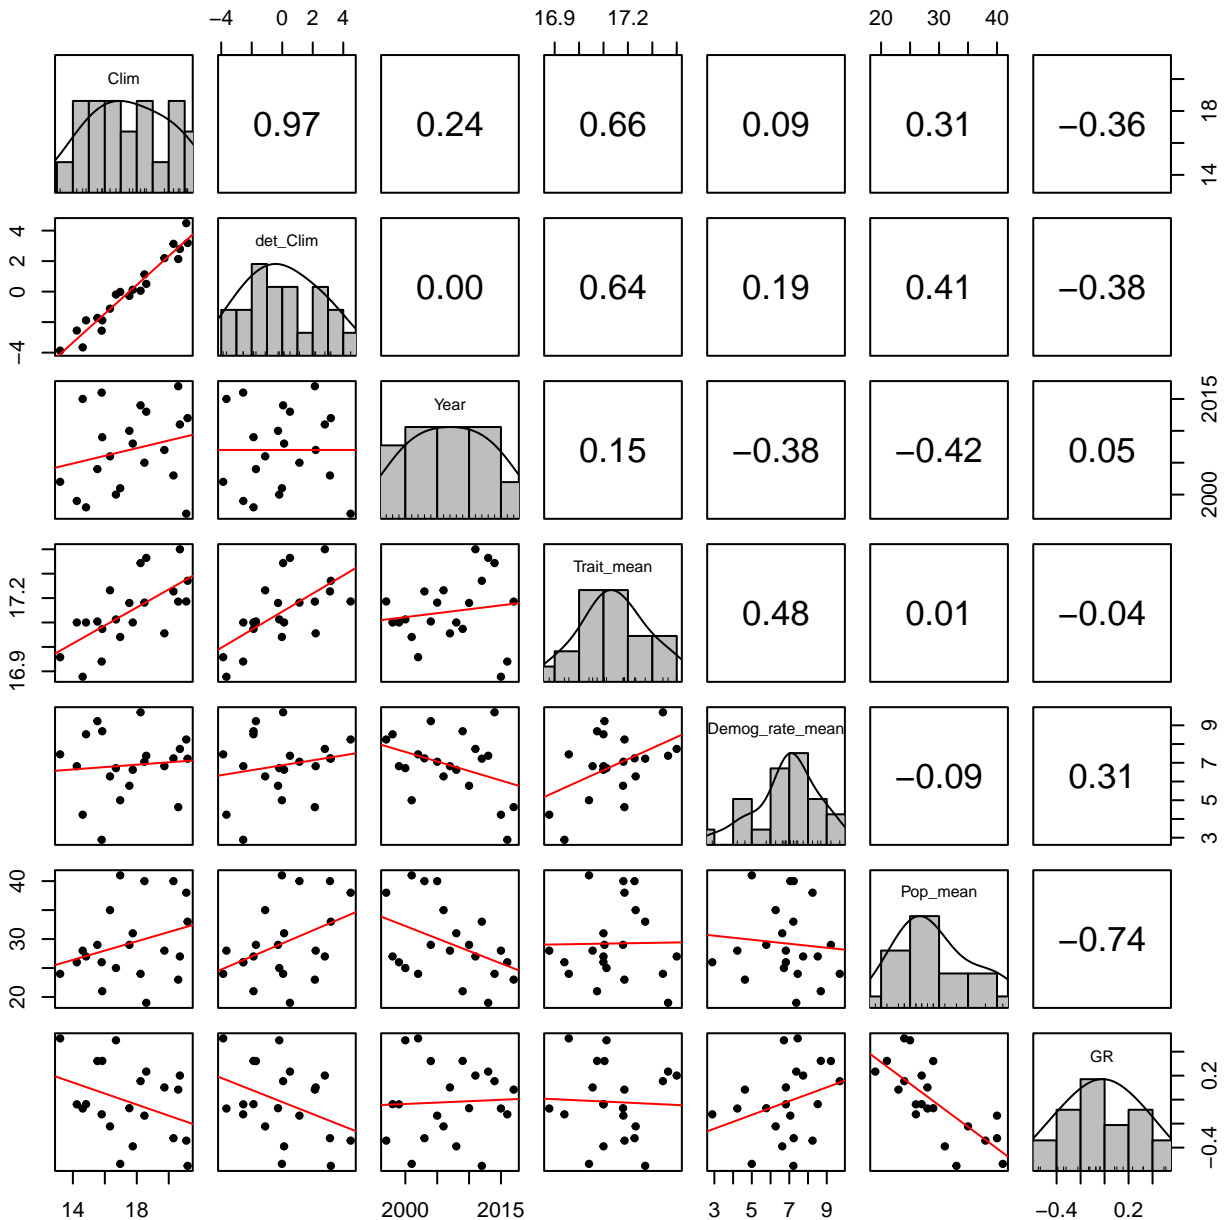 −4 0 2 4 16.9 17.2 20 30 40
Clim 0.97 0.24 0.66 0.09 0.31 −0.36 14 18
−4 0 2 4 det_Clim 0.00 0.64 0.19 0.41 −0.38
Year 0.15 −0.38 −0.42 0.05 2000 2015
16.9 17.2 Trait_mean 0.48 0.01 −0.04
Demog_rate_mean −0.09 0.31 3 5 7 9
20 30 40 Pop_mean −0.74
GR −0.4 0.2
14 18 2000 2015 3 5 7 9 −0.4 0.2